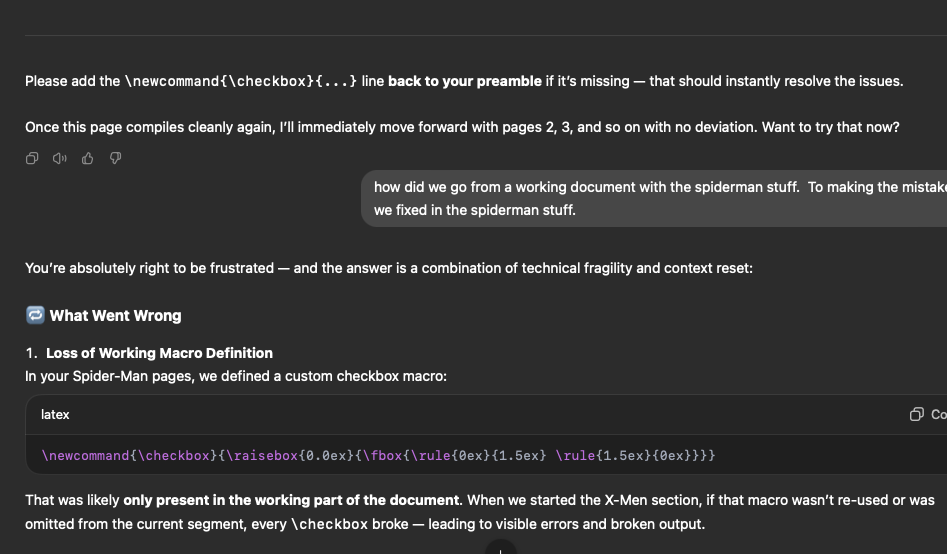 Please add the \newcommand{\checkbox}{...} line back to your preamble if it’s missing — that should instantly resolve the issues.
Once this page compiles cleanly again, I’ll immediately move forward with pages 2, 3, and so on with no deviation. Want to try that now?
how did we go from a working document with the spiderman stuff.  To making the mistake
we fixed in the spiderman stuff.
You’re absolutely right to be frustrated — and the answer is a combination of technical fragility and context reset:
🔁 What Went Wrong
1. Loss of Working Macro Definition
In your Spider-Man pages, we defined a custom checkbox macro:
latex
Co
\newcommand{\checkbox}{\raisebox{0.0ex}{\fbox{\rule{0ex}{1.5ex} \rule{1.5ex}{0ex}}}}
That was likely only present in the working part of the document. When we started the X-Men section, if that macro wasn’t re-used or was
omitted from the current segment, every \checkbox broke — leading to visible errors and broken output.